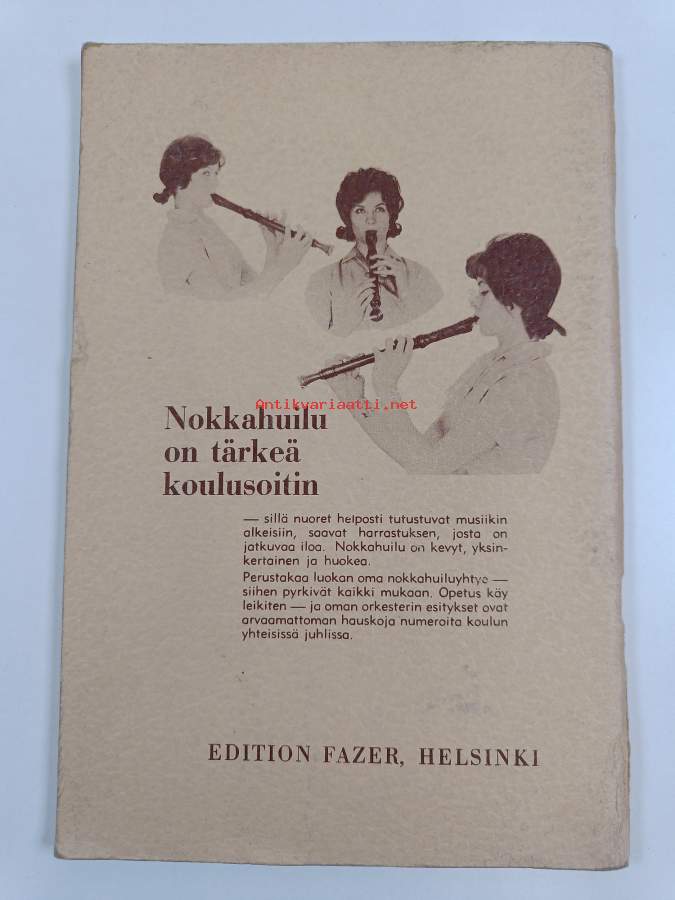 Antikvariaatti.net
Nokkahuilu
on tärkeä
koulusoitin
— sillä nuoret helposti tutustuvat musiikin
alkeisiin, saavat harrastuksen, josta on
jatkuvaa iloa. Nokkahuilu on kevyt, yksin-
kertainen ja huokea.
Perustakaa luokan oma nokkahuiluyhtye —
siihen pyrkivät kaikki mukaan. Opetus käy
leikiten — ja oman orkesterin esitykset ovat
arvaamattoman hauskoja numeroita koulun
yhteisissä juhlissa.
EDITION FAZER, HELSINKI